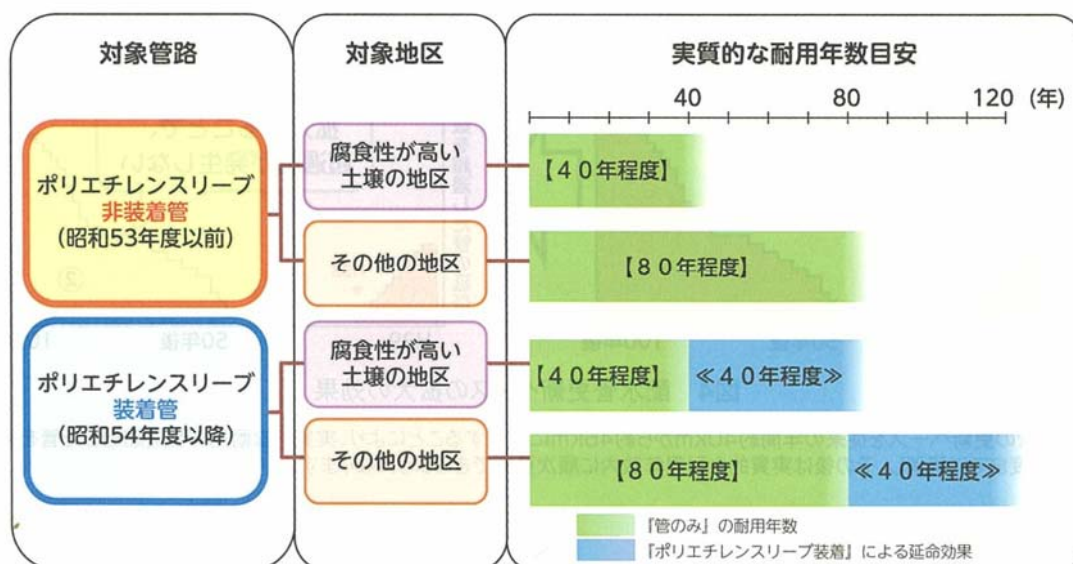 対象管路
対象地区
実質的な耐用年数目安
40
80
120
(年)
ポリエチレンスリーブ
非装着管
(昭和53年度以前)
腐食性が高い
土壌の地区
【40年程度】
その他の地区
【80年程度】
ポリエチレンスリーブ
装着管
(昭和54年度以降)
腐食性が高い
土壌の地区
【40年程度】
≪40年程度≫
その他の地区
【80年程度】
≪40年程度≫
『管のみ』の耐用年数
『ポリエチレンスリーブ装着』による延命効果